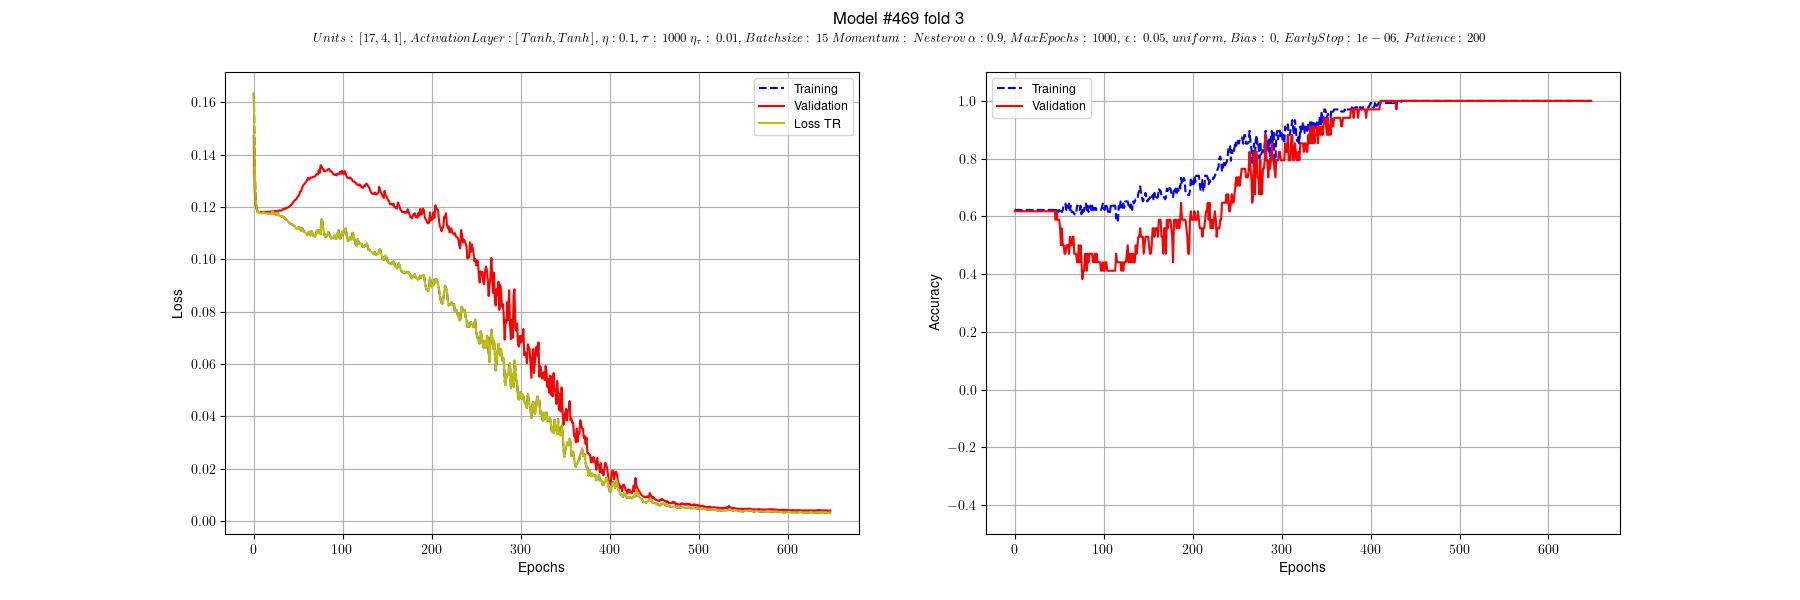 Model #469 fold 3
Units : [17, 4, 1], ActivationLayer : [Tanh, Tanh], η : 0.1, τ : 1000 ητ : 0.01, Batchsize : 15 Momentum : Nesterov α : 0.9, MaxEpochs : 1000, ϵ : 0.05, uniform, Bias : 0, EarlyStop : 1e − 06, Patience : 200
Training
Validation
Loss TR
0.16
0.14
0.12
0.10
0.08
0.06
0.04
0.02
0.00
Loss
0 100 200 300 400 500 600
Epochs
Training
Validation
1.0
0.8
0.6
0.4
0.2
0.0
−0.2
−0.4
Accuracy
0 100 200 300 400 500 600
Epochs